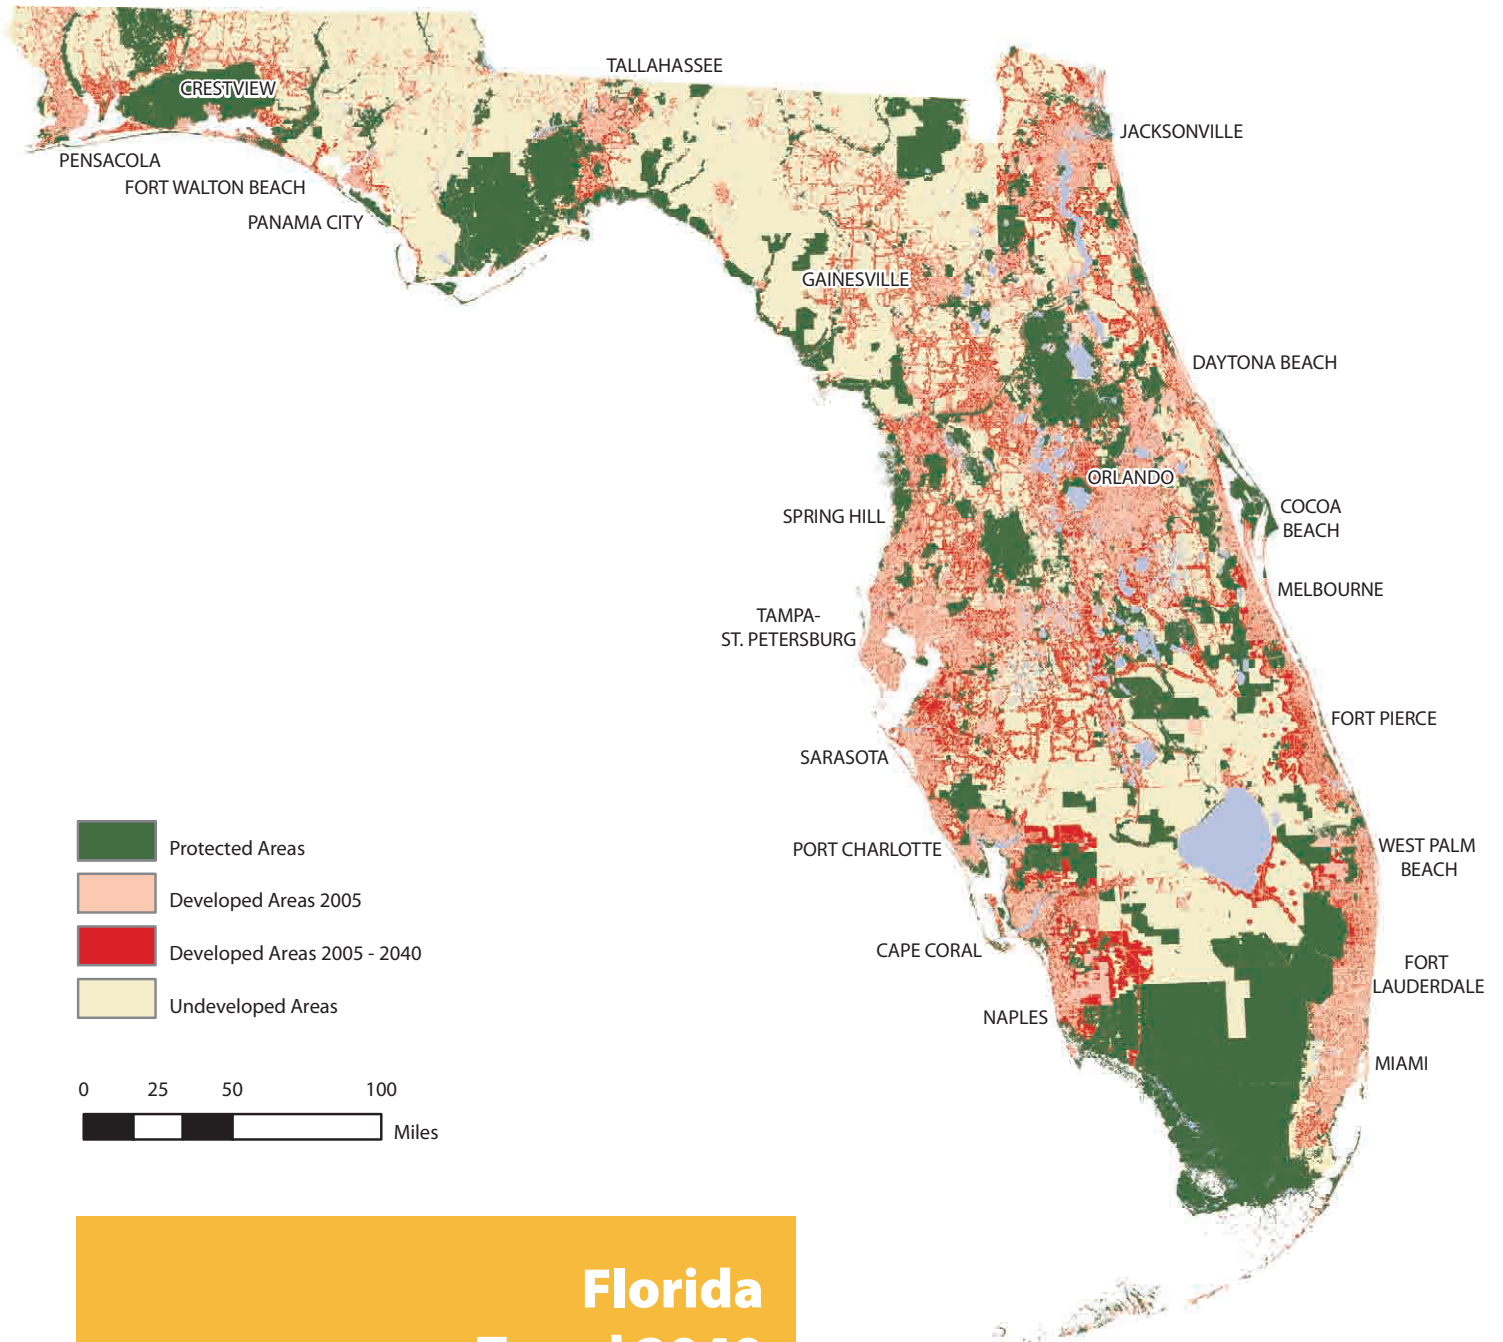 TALLAHASSEE
CRESTVIEW
JACKSONVILLE
PENSACOLA
FORT WALTON BEACH
PANAMA CITY
GAINESVILLE
DAYTONA BEACH
ORLANDO
SPRING HILL
COCOA
BEACH
MELBOURNE
TAMPA-
ST. PETERSBURG
FORT PIERCE
SARASOTA
PORT CHARLOTTE
WEST PALM
BEACH
CAPE CORAL
FORT
LAUDERDALE
NAPLES
MIAMI
Protected Areas
Developed Areas 2005
Developed Areas 2005 - 2040
Undeveloped Areas
0 25 50 100
Miles
Florida
Trend 2040